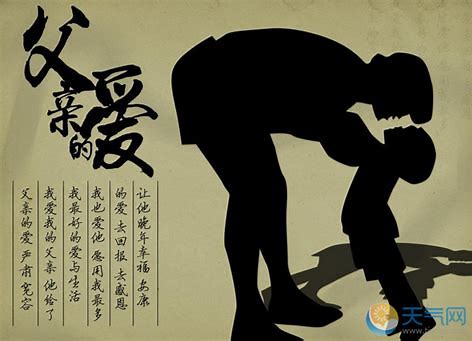 父亲的爱
父亲的爱 严肃 宽容
我爱我的父亲 他给了
我最好的爱与生活
我也爱他 愿用我最多
的爱 去回报 去感恩
让他晚年幸福 安康
天气网